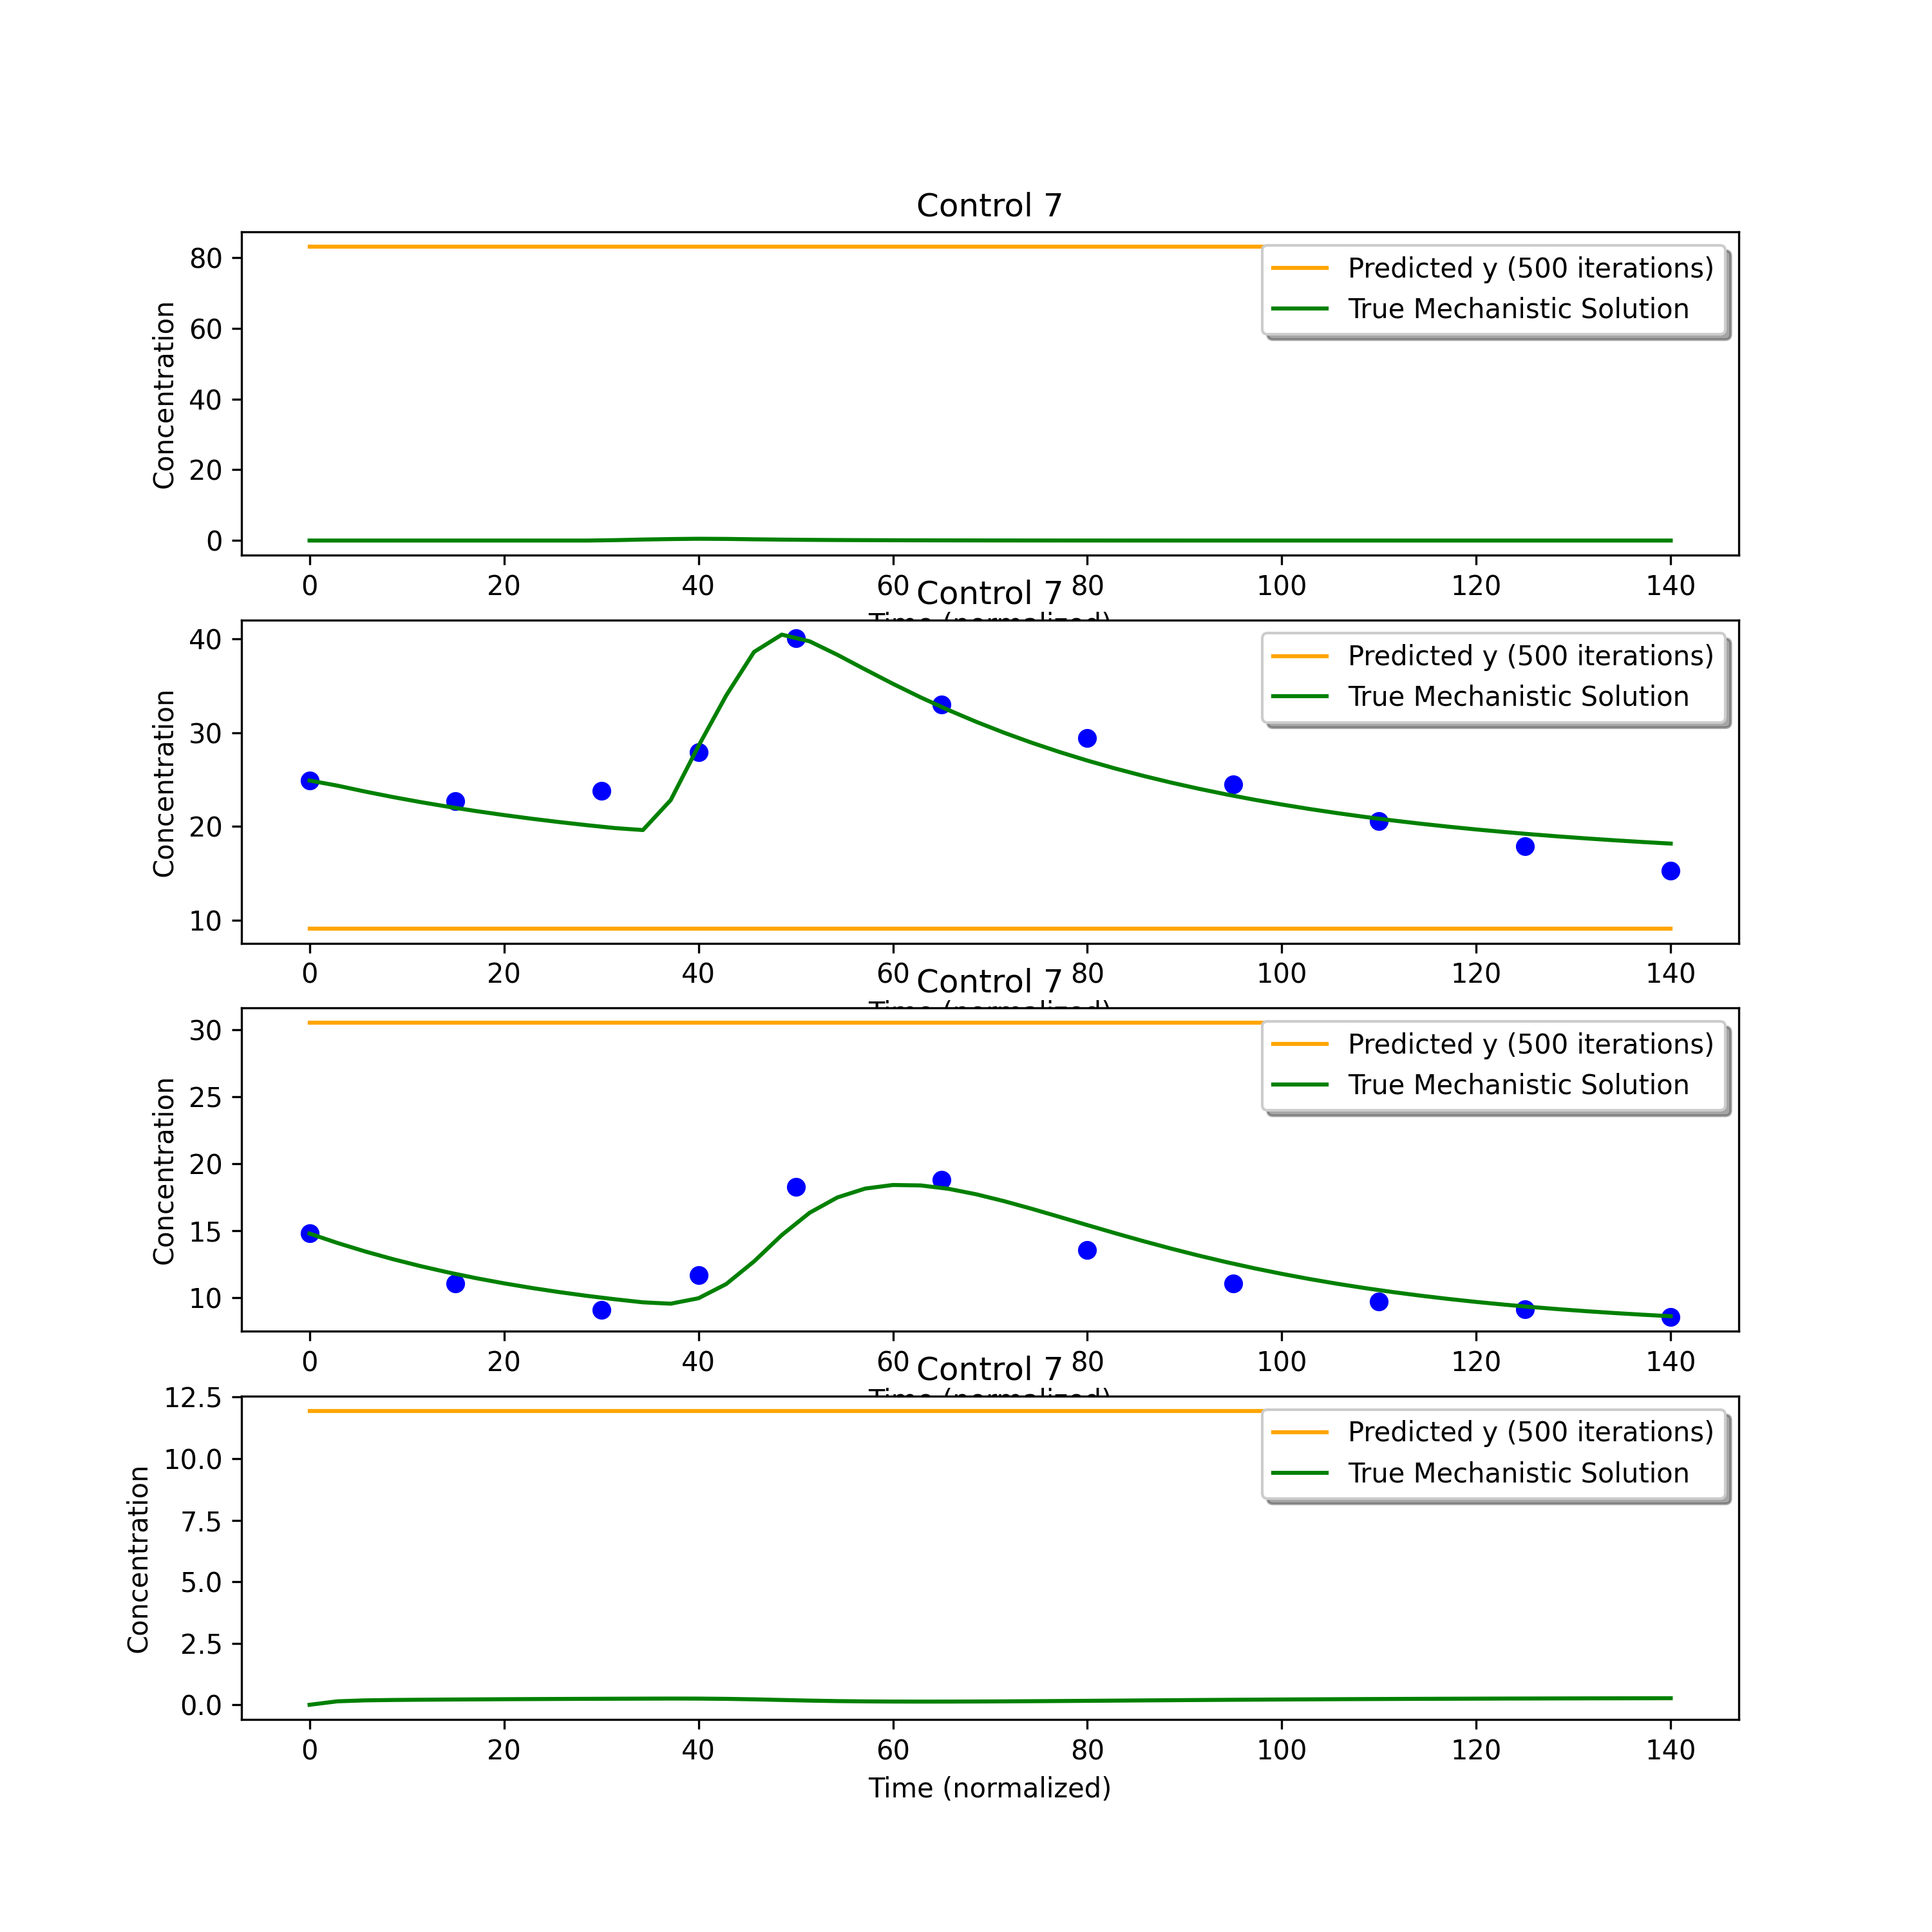 Control 7
80
60
40
20
0
Concentration
Predicted y (500 iterations)
True Mechanistic Solution
0 20 40 60 80 100 120 140
Control 7
40
30
20
10
Concentration
Predicted y (500 iterations)
True Mechanistic Solution
0 20 40 60 80 100 120 140
Control 7
30
25
20
15
10
Concentration
Predicted y (500 iterations)
True Mechanistic Solution
0 20 40 60 80 100 120 140
Control 7
12.5
10.0
7.5
5.0
2.5
0.0
Concentration
Predicted y (500 iterations)
True Mechanistic Solution
0 20 40 60 80 100 120 140
Time (normalized)